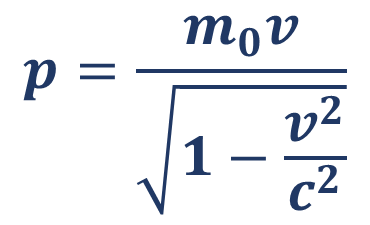 p = m₀v / √(1 − v²/c²)